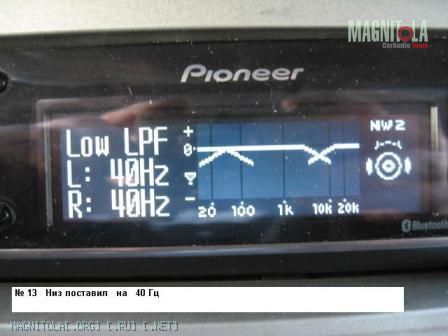 MAGNITOLA
CarAudio Team
Pioneer
Low LPF
L: 40Hz
R: 40Hz
+
0
−
NW2
20 100 1k 10k 20k
Bluetooth
№ 13 Низ поставил на 40 Гц
MAGNITOLA[.ORG] [.RU] [.NET]